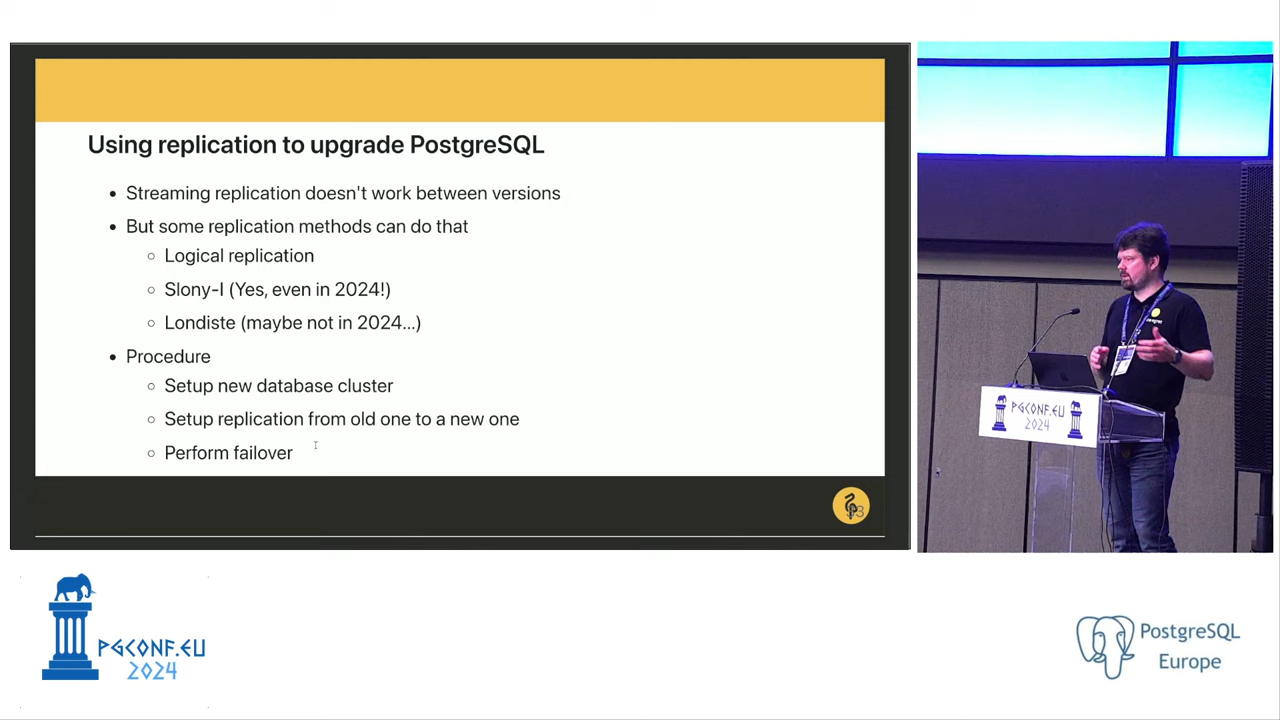 Using replication to upgrade PostgreSQL
• Streaming replication doesn't work between versions
• But some replication methods can do that
◦ Logical replication
◦ Slony-I (Yes, even in 2024!)
◦ Londiste (maybe not in 2024...)
• Procedure
◦ Setup new database cluster
◦ Setup replication from old one to a new one
◦ Perform failover
PGCONF.EU
2024
PGCONF.EU
2024
PostgreSQL
Europe